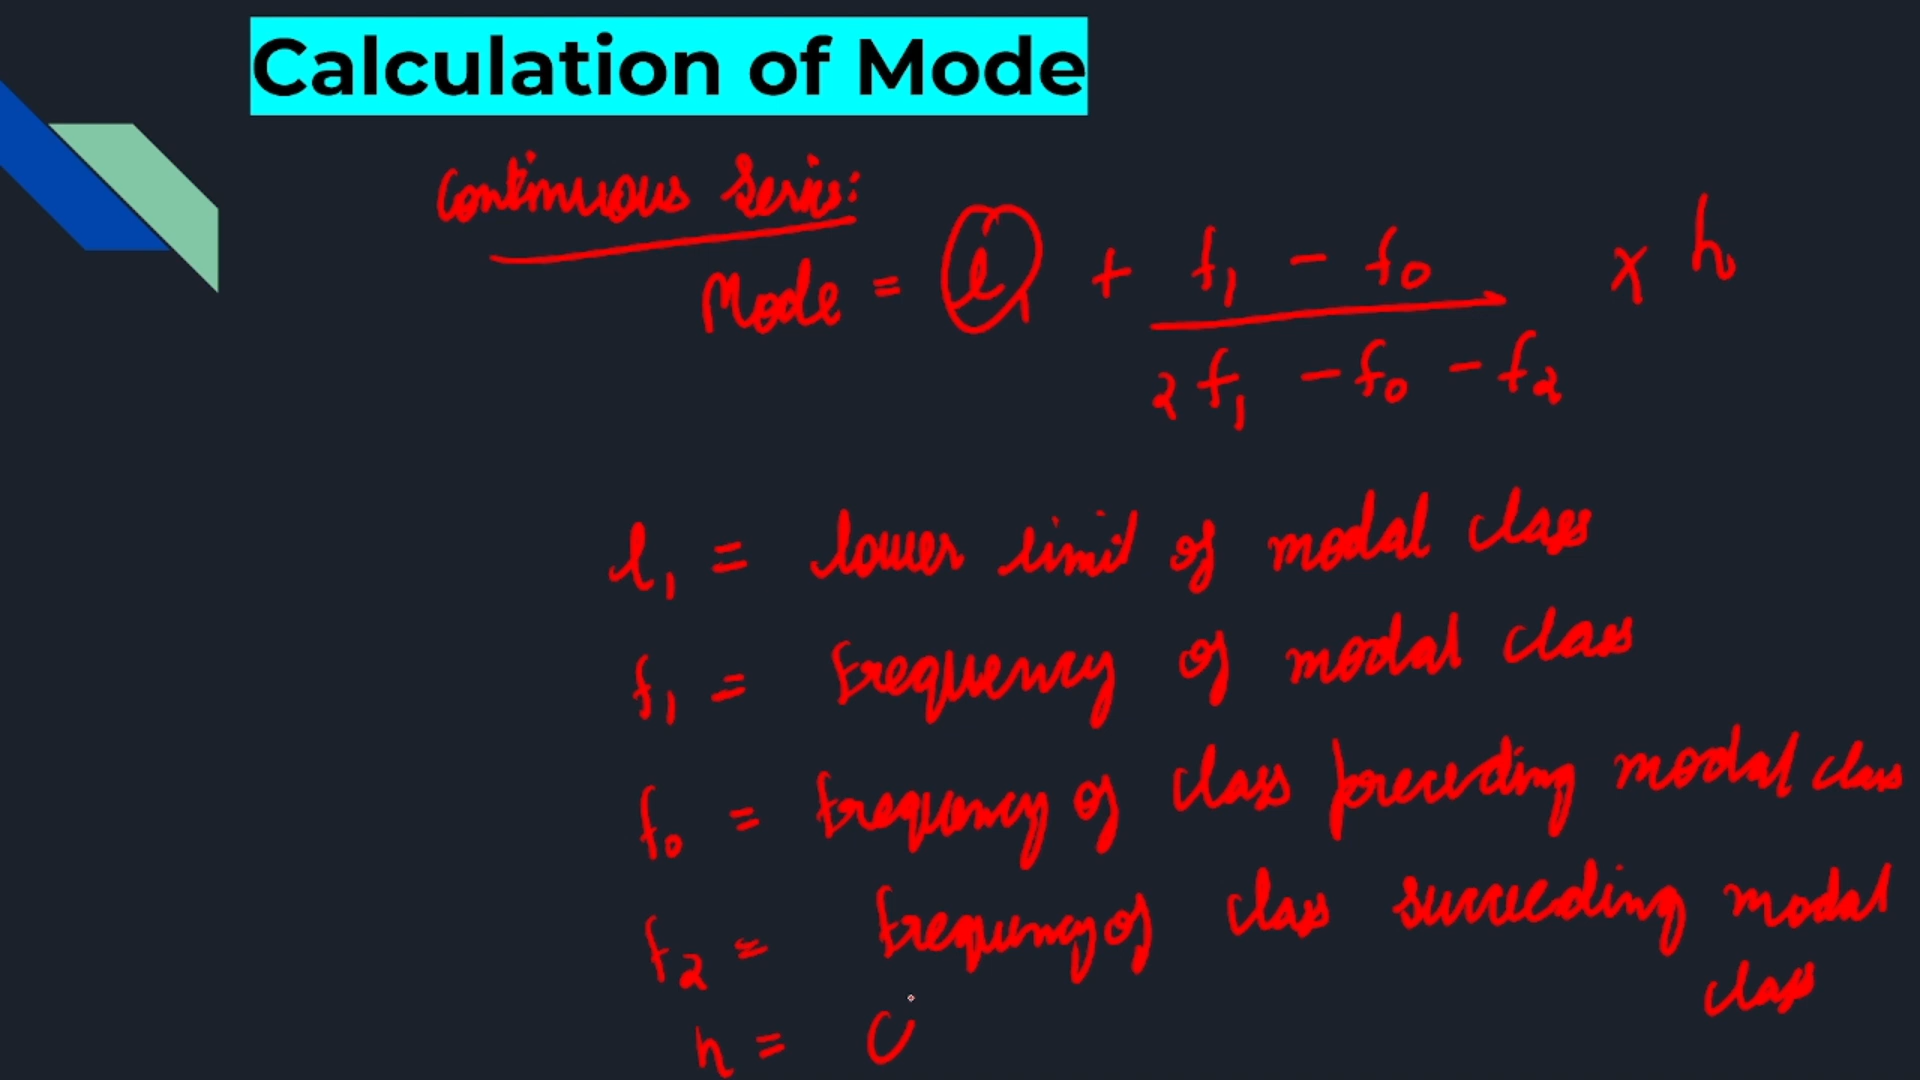 Calculation of Mode
Continuous Series:
Mode = l₁ + f₁ - f₀ / 2f₁ - f₀ - f₂ x h
l₁ = lower limit of modal class
f₁ = frequency of modal class
f₀ = frequency of class preceding modal class
f₂ = frequency of class succeeding modal
class
h = C